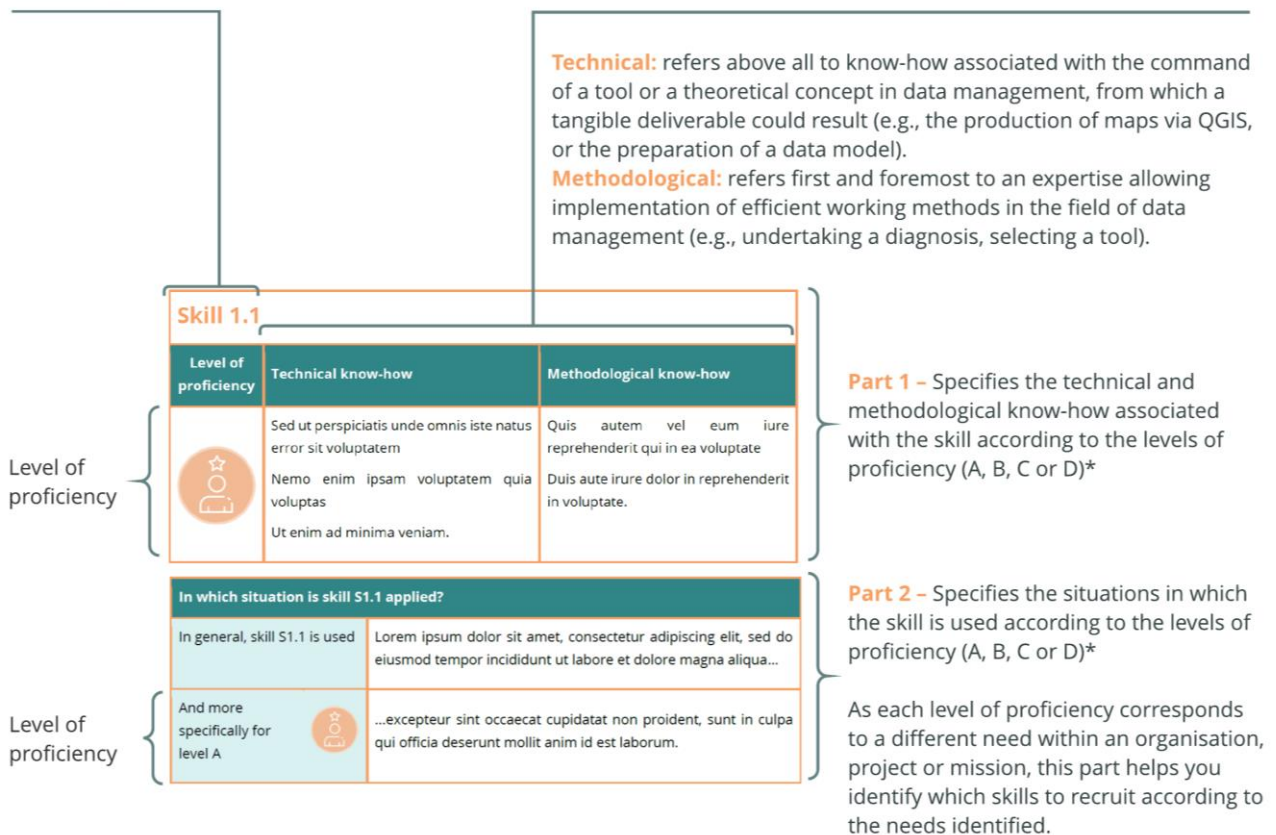 Technical: refers above all to know-how associated with the command
of a tool or a theoretical concept in data management, from which a
tangible deliverable could result (e.g., the production of maps via QGIS,
or the preparation of a data model).
Methodological: refers first and foremost to an expertise allowing
implementation of efficient working methods in the field of data
management (e.g., undertaking a diagnosis, selecting a tool).
Skill 1.1
Level of
proficiency
Technical know-how
Methodological know-how
Level of
proficiency
Sed ut perspiciatis unde omnis iste natus
error sit voluptatem
Nemo enim ipsam voluptatem quia
voluptas
Ut enim ad minima veniam.
Quis autem vel eum iure
reprehenderit qui in ea voluptate
Duis aute irure dolor in reprehenderit
in voluptate.
Part 1 – Specifies the technical and
methodological know-how associated
with the skill according to the levels of
proficiency (A, B, C or D)*
In which situation is skill S1.1 applied?
In general, skill S1.1 is used
Lorem ipsum dolor sit amet, consectetur adipiscing elit, sed do
eiusmod tempor incididunt ut labore et dolore magna aliqua...
Level of
proficiency
And more
specifically for
level A
...excepteur sint occaecat cupidatat non proident, sunt in culpa
qui officia deserunt mollit anim id est laborum.
Part 2 – Specifies the situations in which
the skill is used according to the levels of
proficiency (A, B, C or D)*
As each level of proficiency corresponds
to a different need within an organisation,
project or mission, this part helps you
identify which skills to recruit according to
the needs identified.